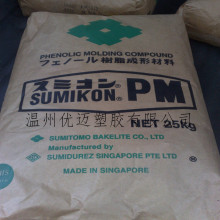 PHENOLIC MOLDING COMPOUND
フェノール樹脂成形材料
スミコン®
SUMIKON® PM
温州优迈塑胶有限公司
NET 25kg
SUMITOMO BAKELITE CO., LTD
Manufactured by
SUMIDUREZ SINGAPORE PTE LTD
MADE IN SINGAPORE